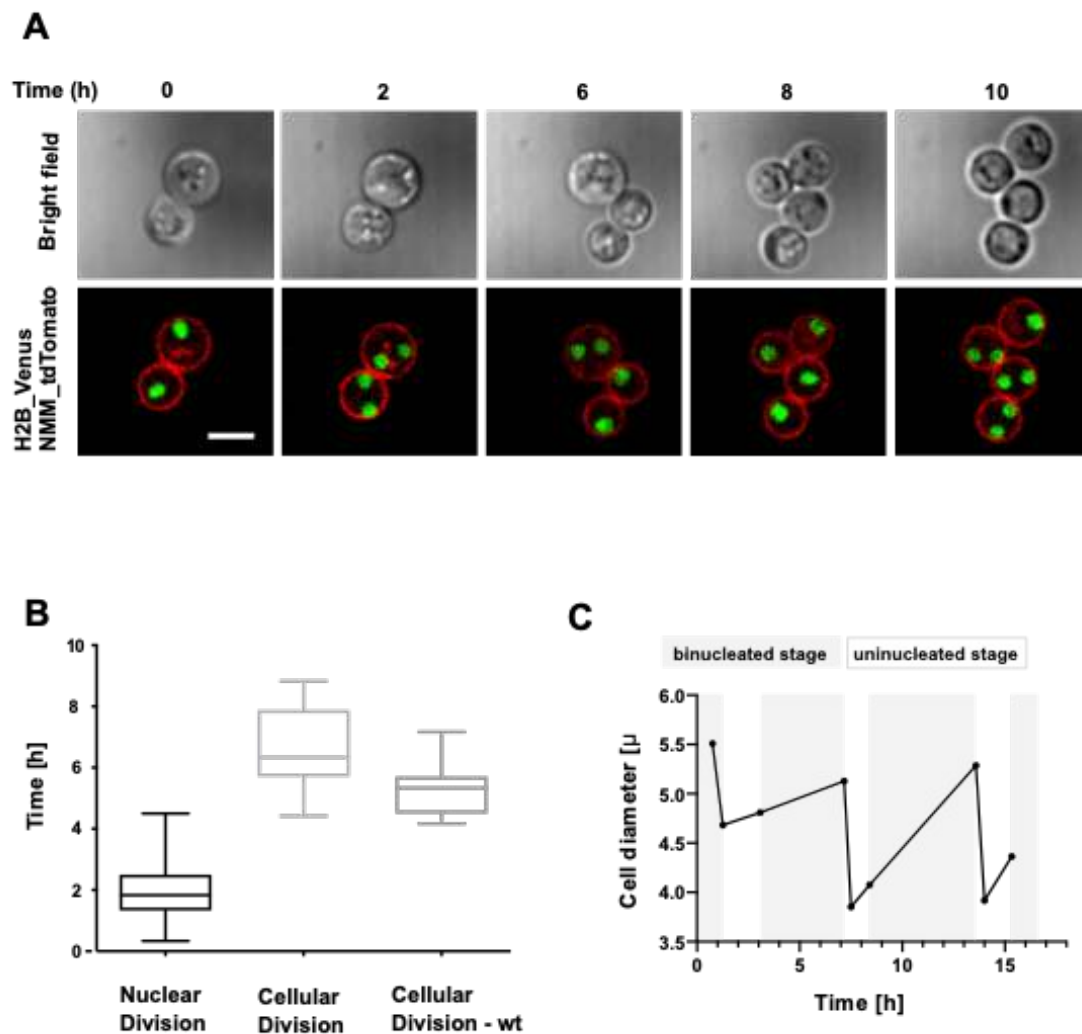 A
Time (h) 0 2 6 8 10
Bright field
H2B_Venus
NMM_tdTomato
B
Time [h]
10
8
6
4
2
0
Nuclear Division
Cellular Division
Cellular Division - wt
C
binucleated stage uninucleated stage
Cell diameter [µ
6.0
5.5
5.0
4.5
4.0
3.5
0 5 10 15
Time [h]